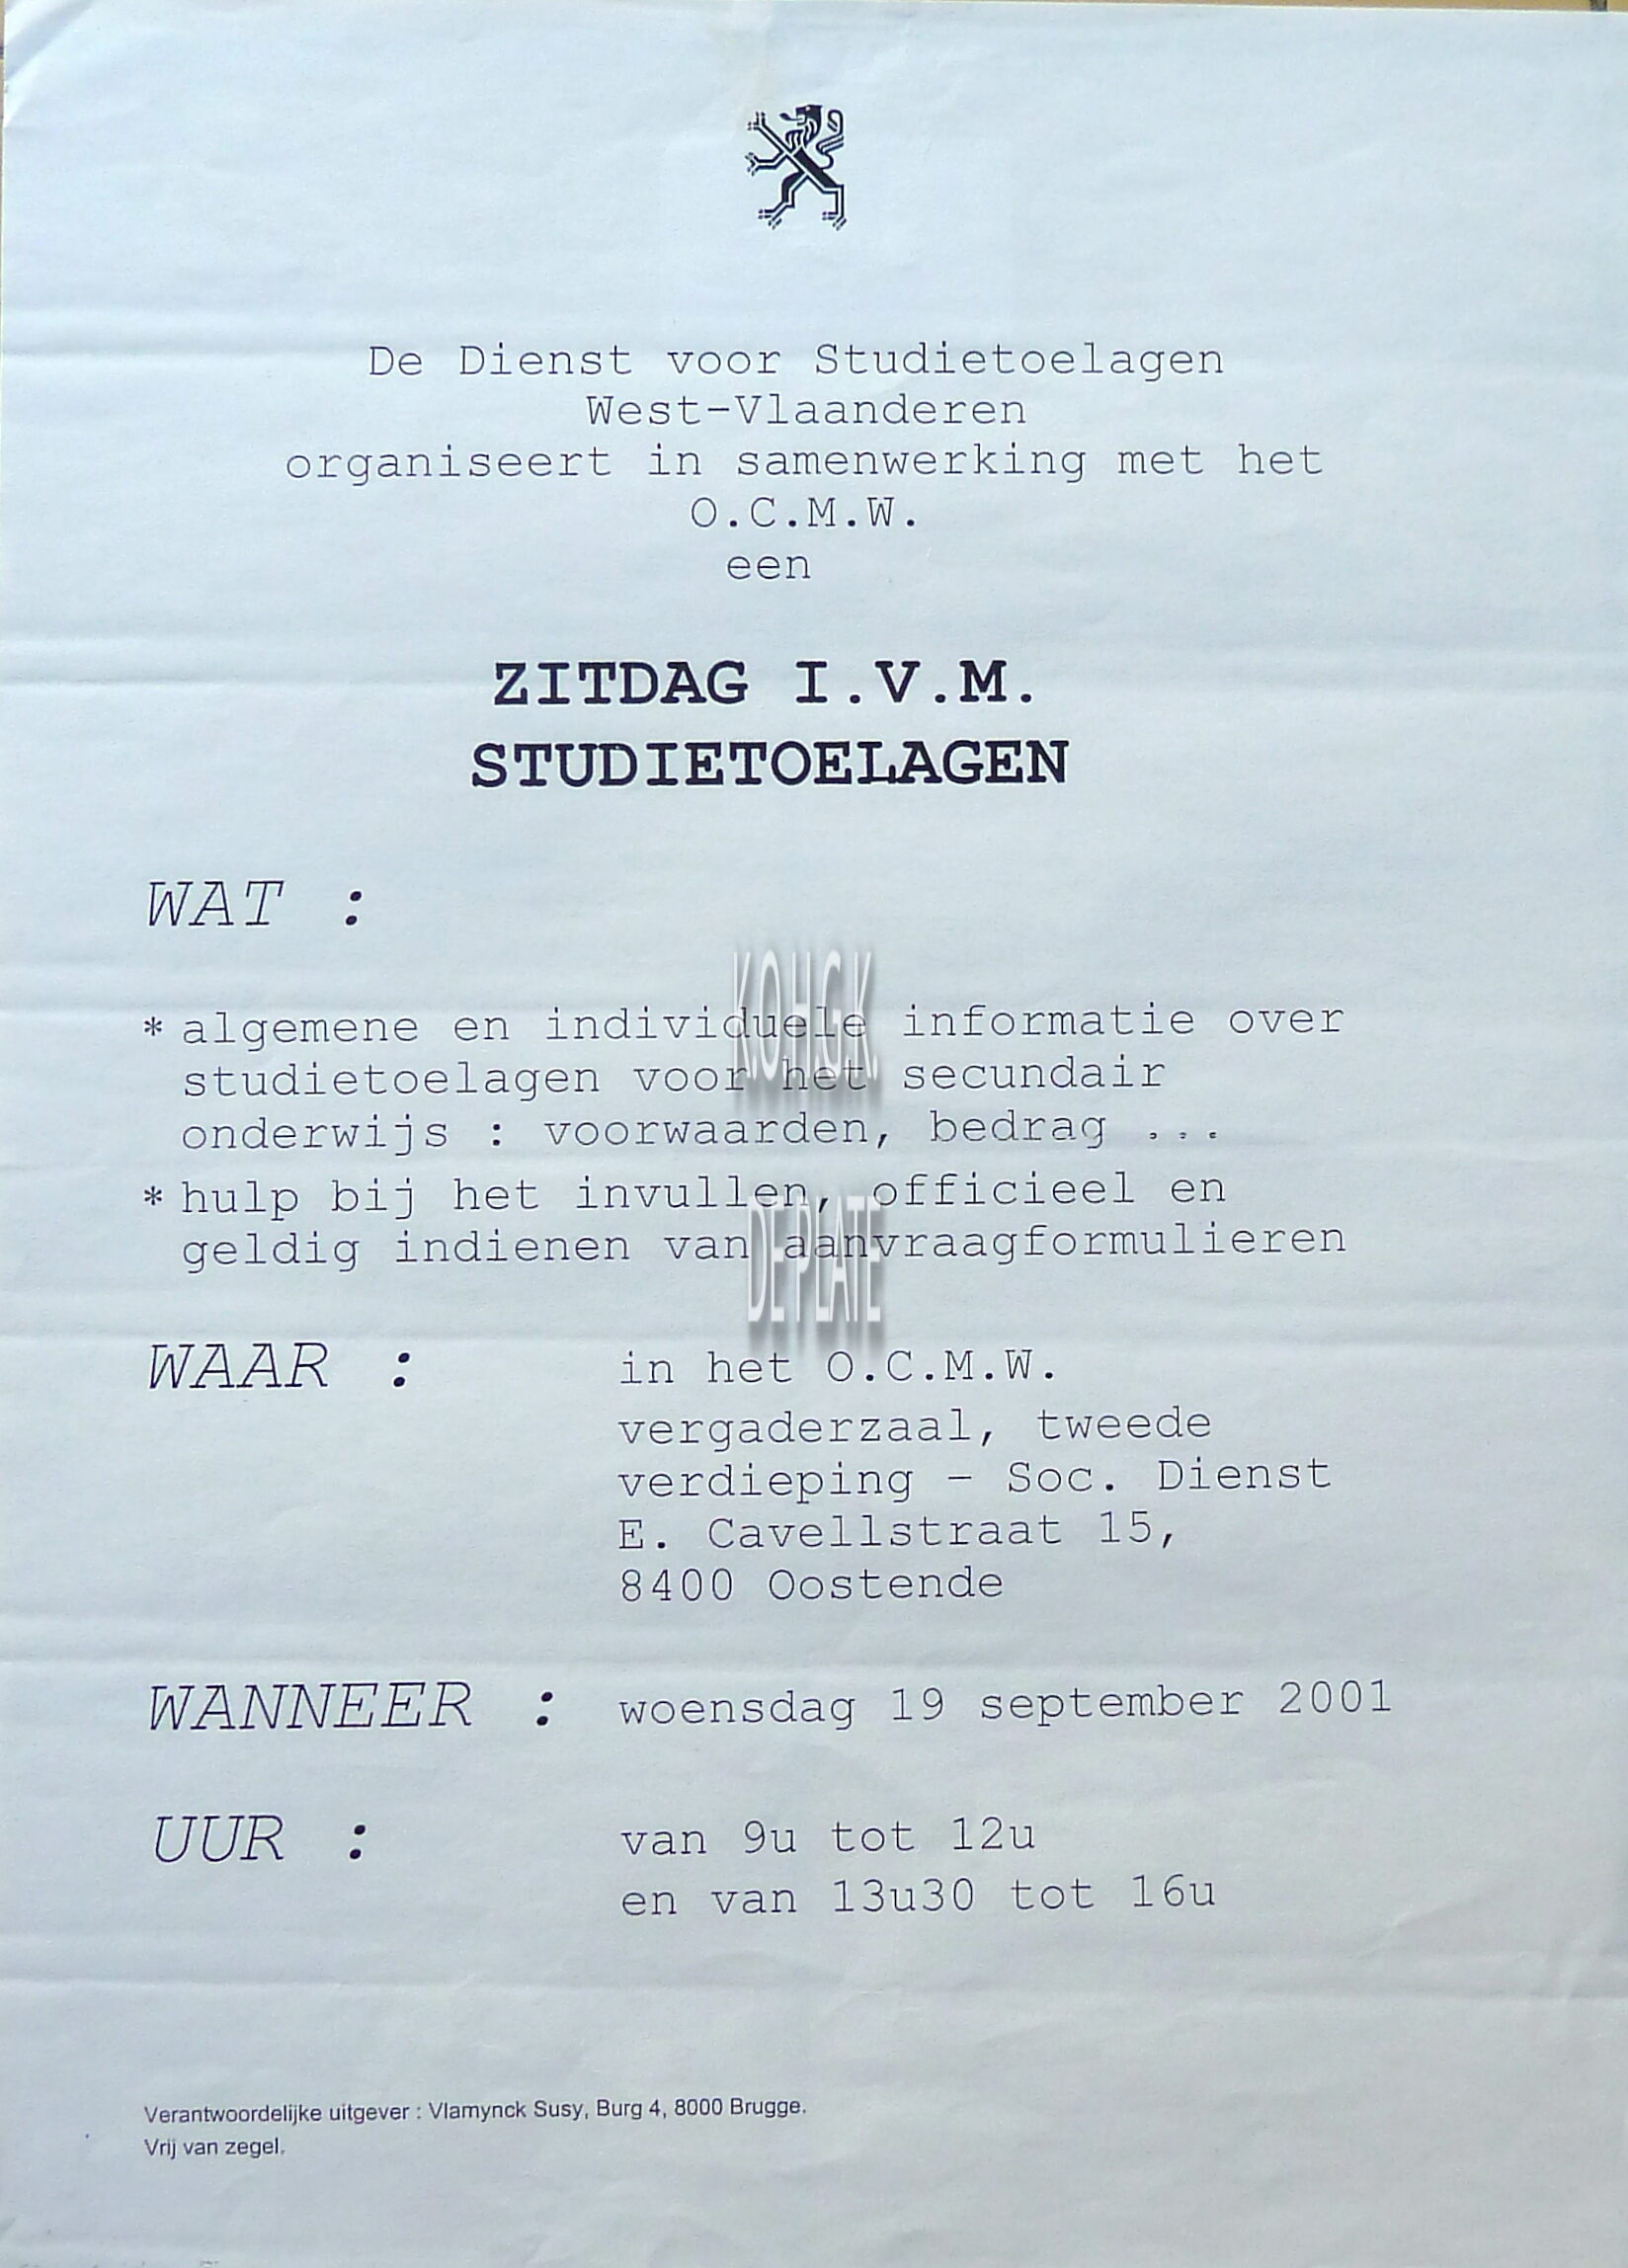 De Dienst voor Studietoelagen
West-Vlaanderen
organiseert in samenwerking met het
O.C.M.W.
een
ZITDAG I.V.M.
STUDIETOELAGEN
WAT :
* algemene en individuele informatie over
studietoelagen voor het secundair
onderwijs : voorwaarden, bedrag ...
* hulp bij het invullen, officieel en
geldig indienen van aanvraagformulieren
K.O.H.G.K.
DE PLATE
WAAR : in het O.C.M.W.
vergaderzaal, tweede
verdieping - Soc. Dienst
E. Cavellstraat 15,
8400 Oostende
WANNEER : woensdag 19 september 2001
UUR : van 9u tot 12u
en van 13u30 tot 16u
Verantwoordelijke uitgever : Vlamynck Susy, Burg 4, 8000 Brugge.
Vrij van zegel.